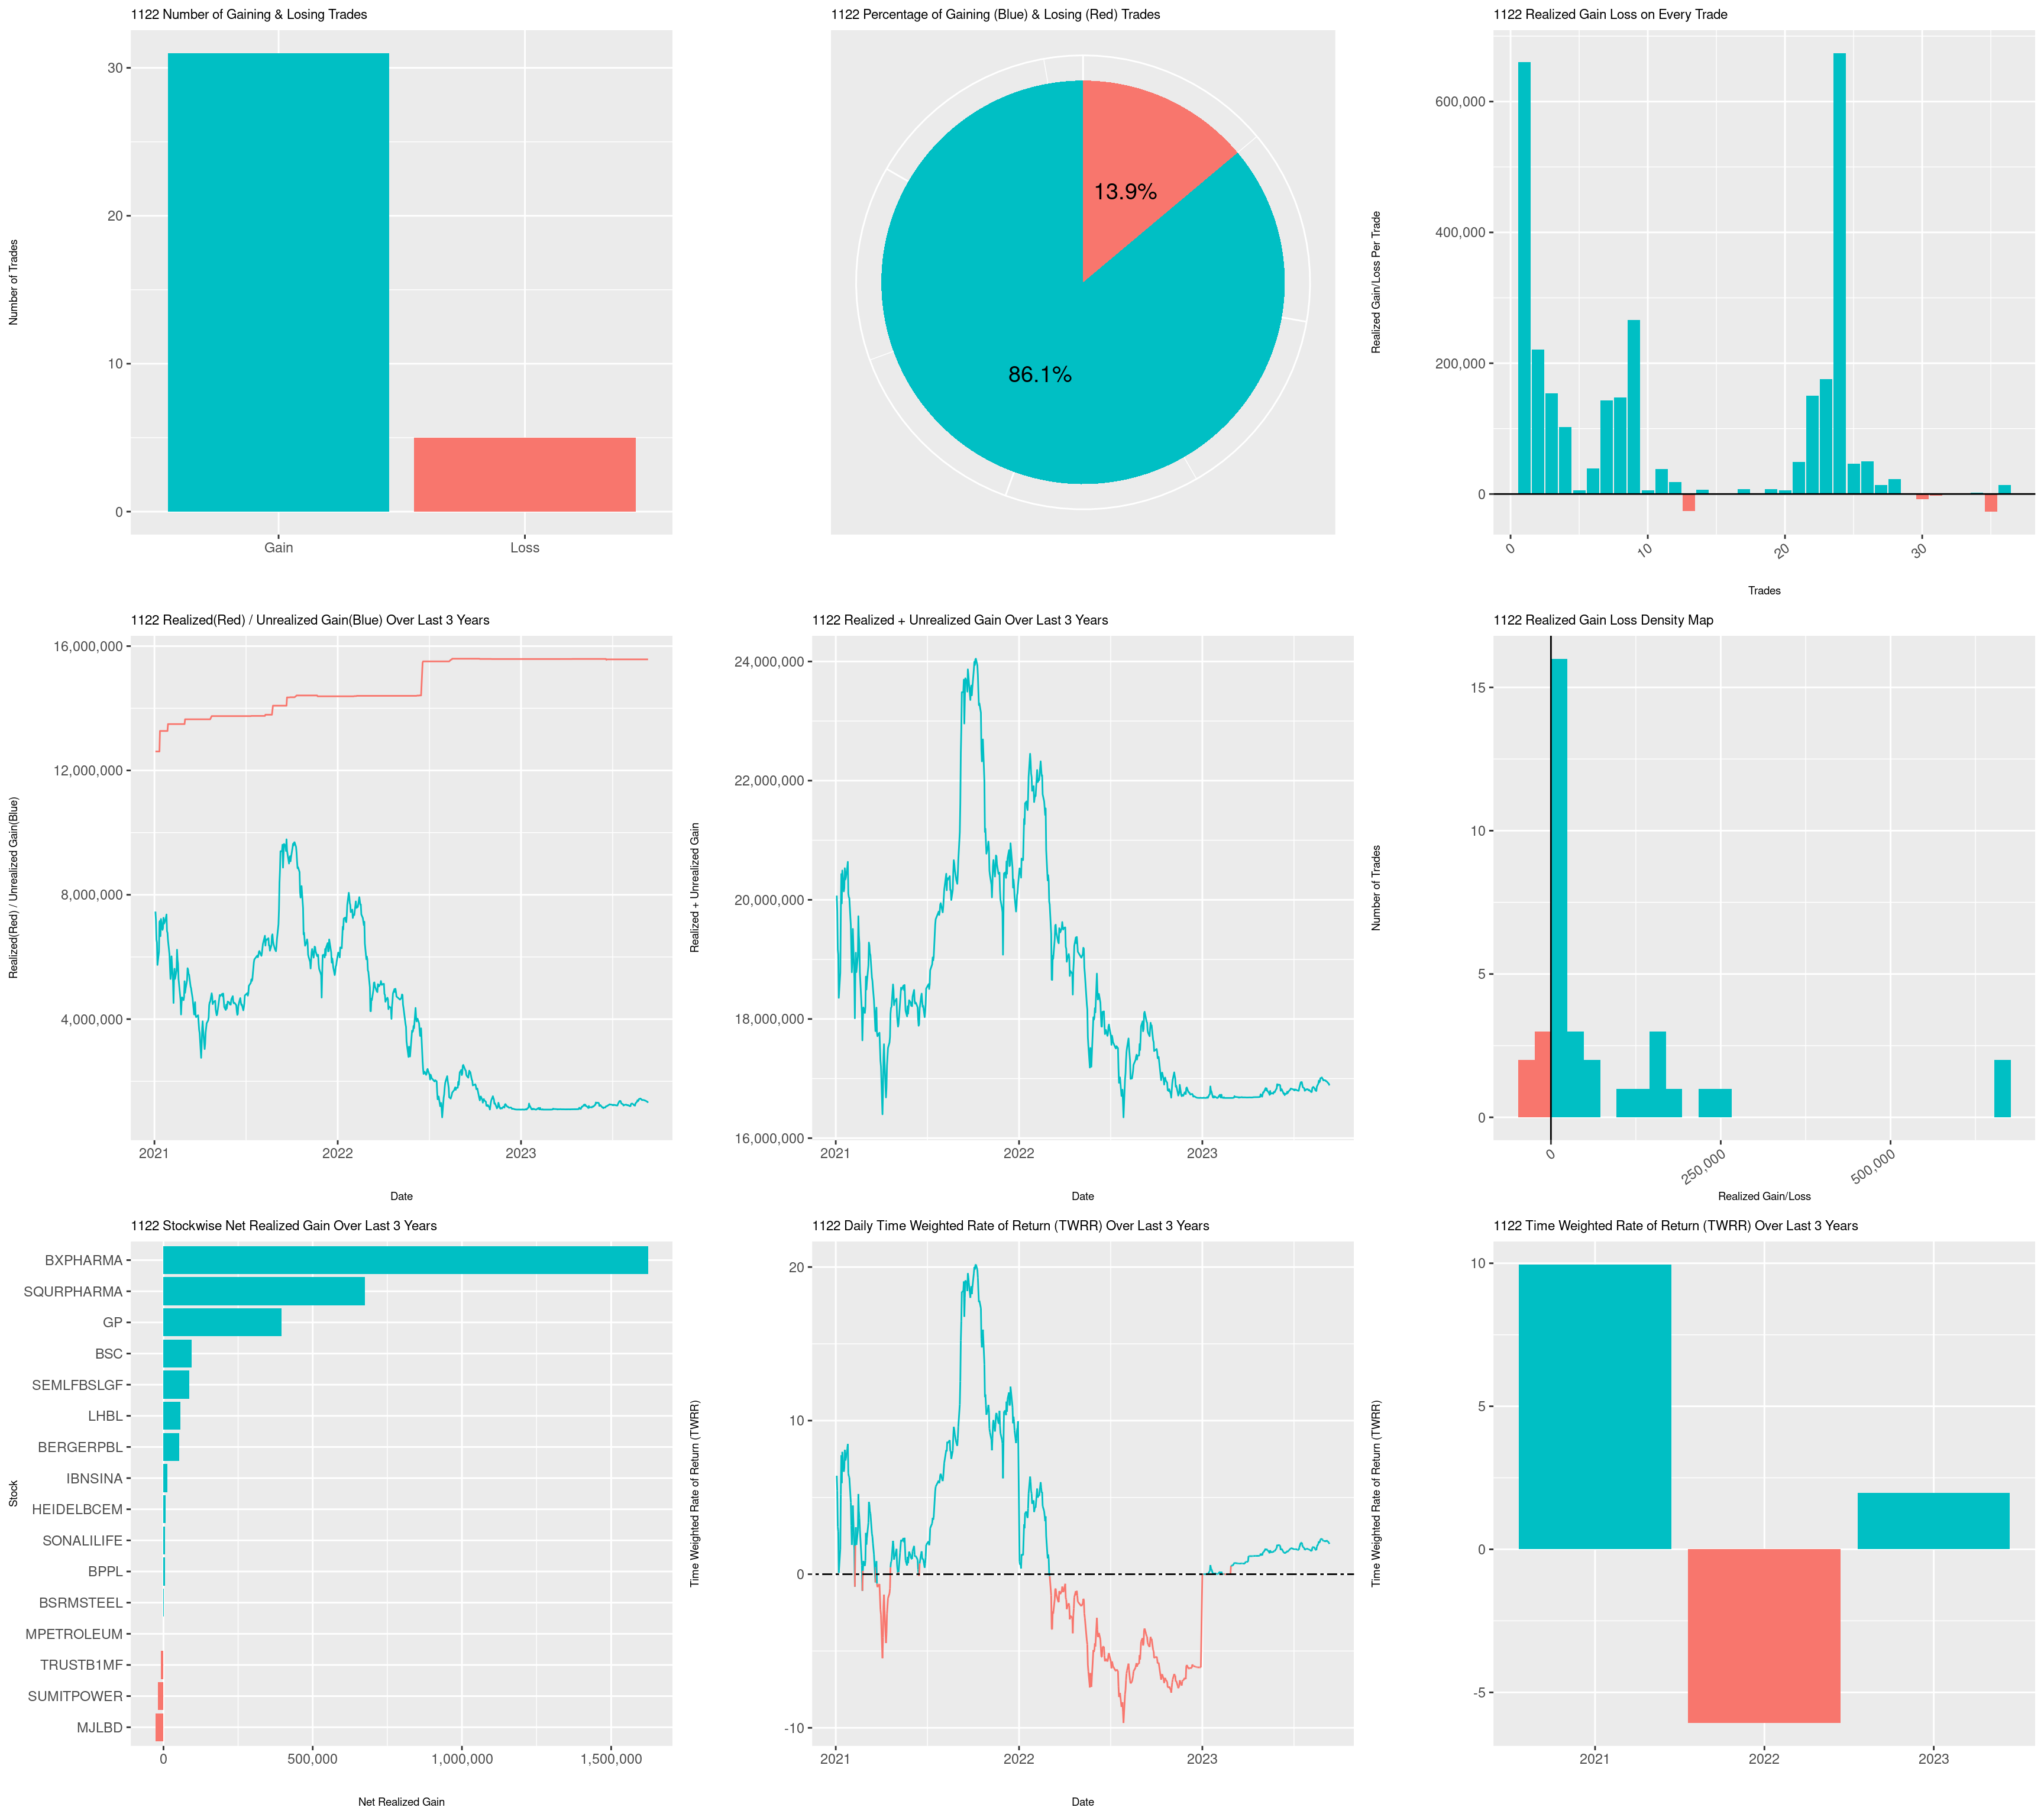 1122 Number of Gaining & Losing Trades
Number of Trades
30
20
10
0
Gain
Loss
1122 Percentage of Gaining (Blue) & Losing (Red) Trades
13.9%
86.1%
1122 Realized Gain Loss on Every Trade
Realized Gain/Loss Per Trade
600,000
400,000
200,000
0
0
10
20
30
Trades
1122 Realized(Red) / Unrealized Gain(Blue) Over Last 3 Years
Realized(Red) / Unrealized Gain(Blue)
16,000,000
12,000,000
8,000,000
4,000,000
2021
2022
2023
Date
1122 Realized + Unrealized Gain Over Last 3 Years
Realized + Unrealized Gain
24,000,000
22,000,000
20,000,000
18,000,000
16,000,000
2021
2022
2023
Date
1122 Realized Gain Loss Density Map
Number of Trades
15
10
5
0
0
250,000
500,000
Realized Gain/Loss
1122 Stockwise Net Realized Gain Over Last 3 Years
Stock
BXPHARMA
SQURPHARMA
GP
BSC
SEMLFBSLGF
LHBL
BERGERPBL
IBNSINA
HEIDELBCEM
SONALILIFE
BPPL
BSRMSTEEL
MPETROLEUM
TRUSTB1MF
SUMITPOWER
MJLBD
0
500,000
1,000,000
1,500,000
Net Realized Gain
1122 Daily Time Weighted Rate of Return (TWRR) Over Last 3 Years
Time Weighted Rate of Return (TWRR)
20
10
0
-10
2021
2022
2023
Date
1122 Time Weighted Rate of Return (TWRR) Over Last 3 Years
Time Weighted Rate of Return (TWRR)
10
5
0
-5
2021
2022
2023